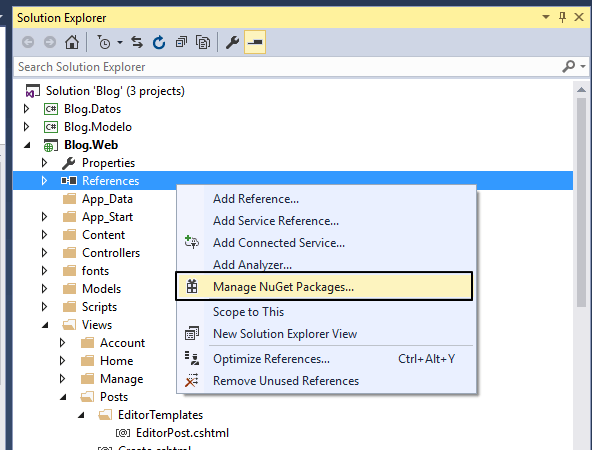 Solution Explorer
Search Solution Explorer
Solution 'Blog' (3 projects)
C# Blog.Datos
C# Blog.Modelo
Blog.Web
Properties
References
App_Data
Add Reference...
App_Start
Add Service Reference...
Content
Add Connected Service...
Controllers
Add Analyzer...
fonts
Manage NuGet Packages...
Models
Scripts
Scope to This
Views
New Solution Explorer View
Account
Home
Optimize References... Ctrl+Alt+Y
Manage
Remove Unused References
Posts
EditorTemplates
[@] EditorPost.cshtml
[@] Create.cshtml